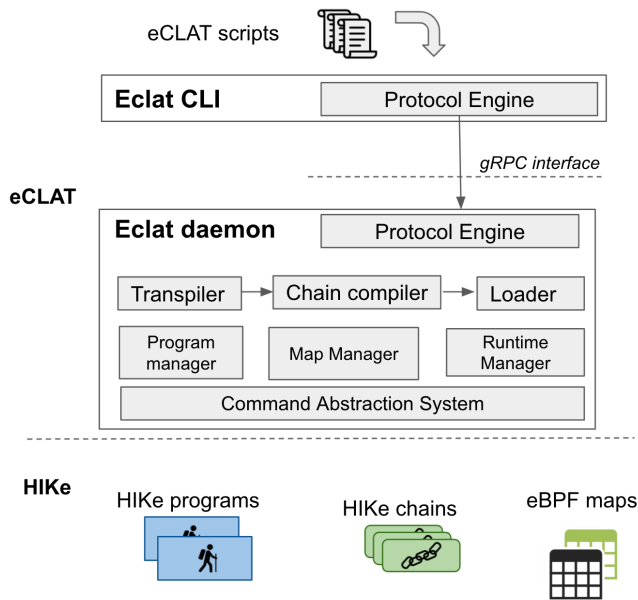 eCLAT scripts
Eclat CLI
Protocol Engine
gRPC interface
eCLAT
Eclat daemon
Protocol Engine
Transpiler
Chain compiler
Loader
Program
manager
Map Manager
Runtime
Manager
Command Abstraction System
HIKe
HIKe programs
HIKe chains
eBPF maps